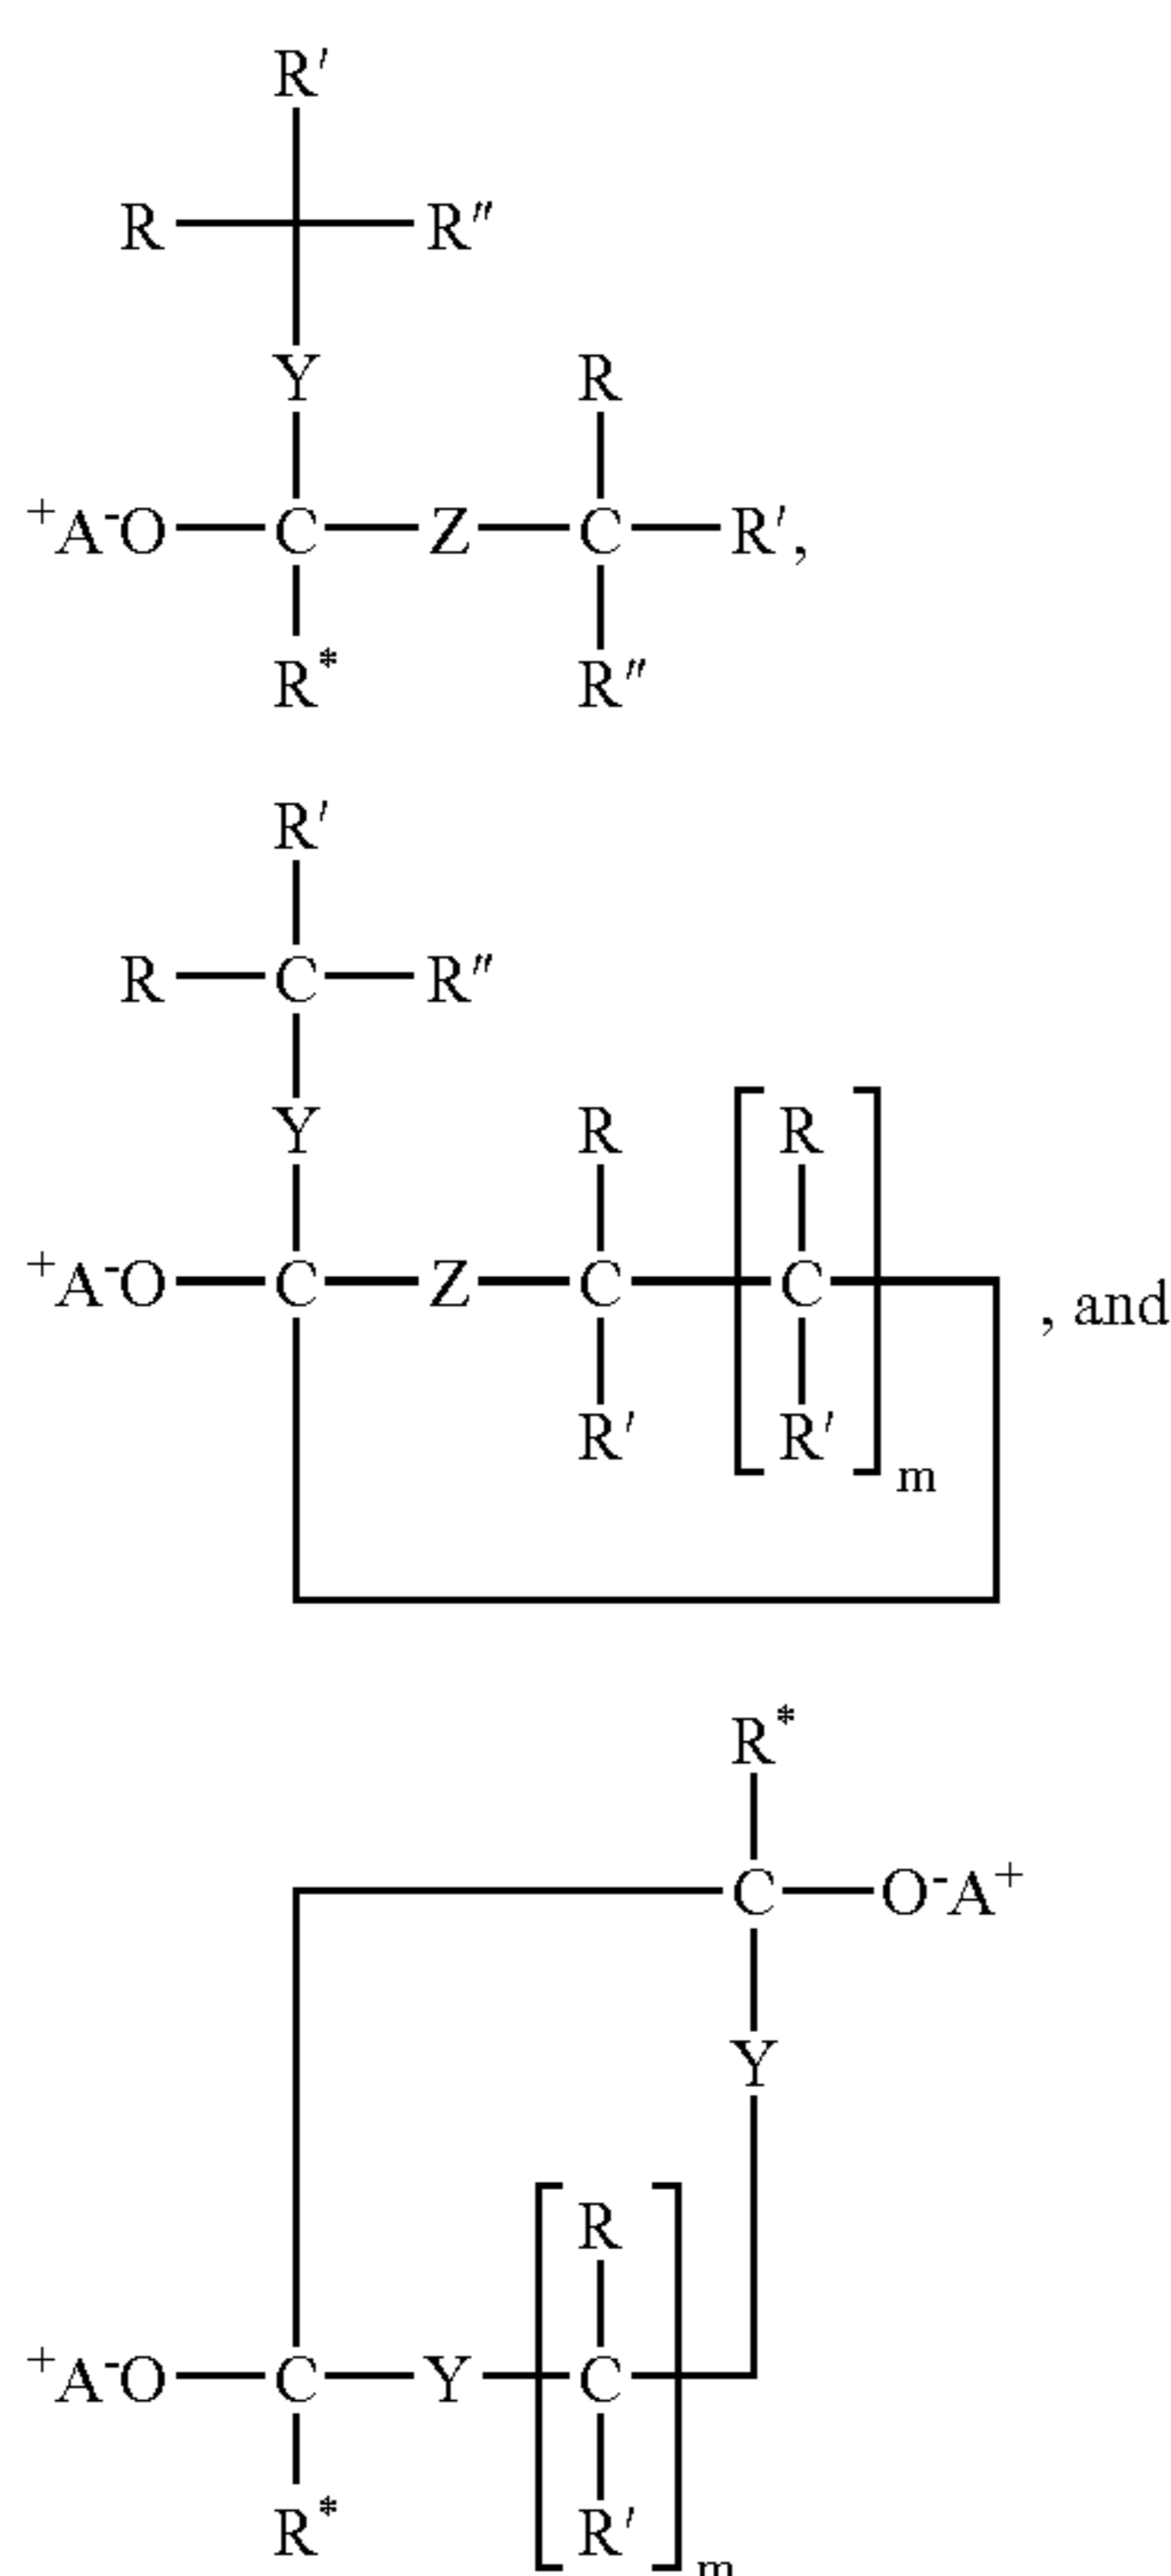 R′
R R″
Y R
⁺A⁻O C Z C R′,
R* R″
R′
R C R″
Y R R
⁺A⁻O C Z C C , and
R′ R′ m
R*
C O⁻A⁺
Y
R
⁺A⁻O C Y C
R* R′ m